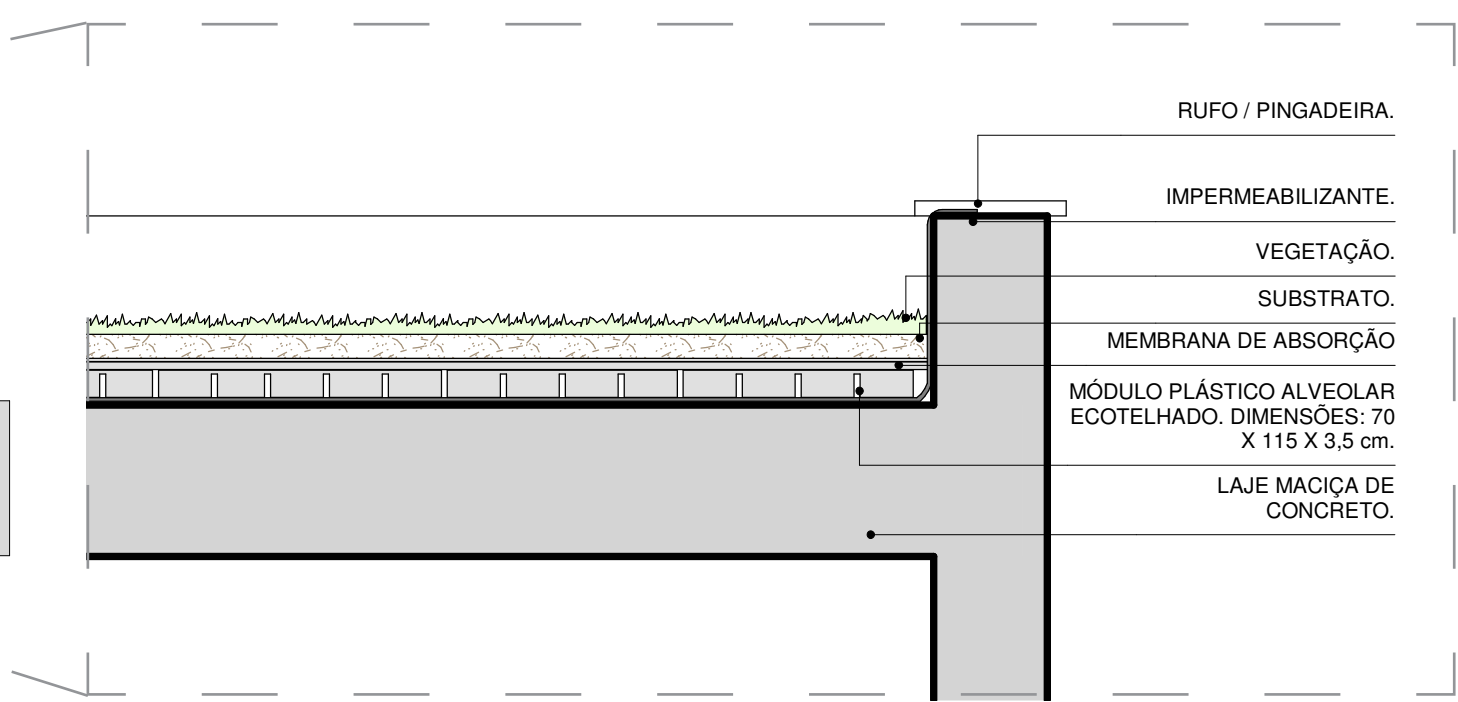 RUFO / PINGADEIRA.
IMPERMEABILIZANTE.
VEGETAÇÃO.
SUBSTRATO.
MEMBRANA DE ABSORÇÃO
MÓDULO PLÁSTICO ALVEOLAR
ECOTELHADO. DIMENSÕES: 70
X 115 X 3,5 cm.
LAJE MACIÇA DE
CONCRETO.